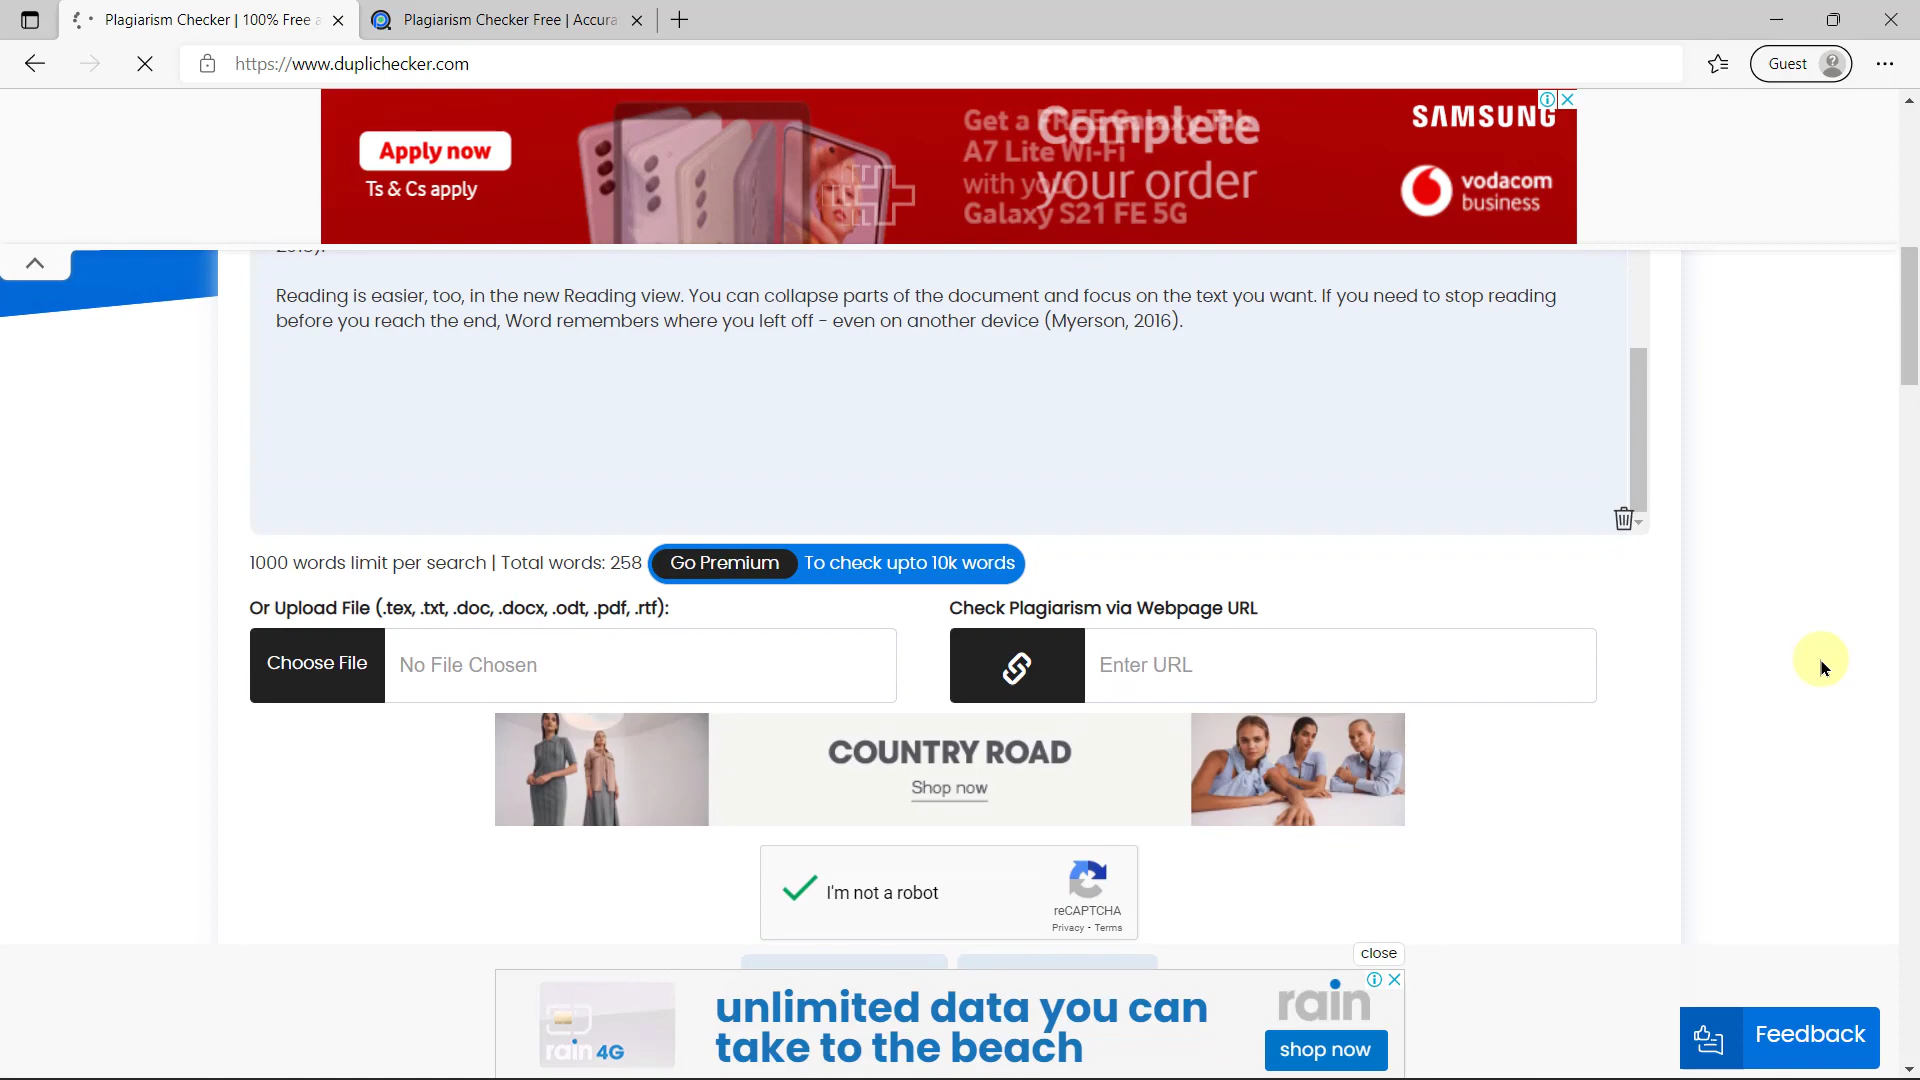 Plagiarism Checker | 100% Free a
Plagiarism Checker Free | Accura
https://www.duplichecker.com
Guest
Apply now
Ts & Cs apply
Get a FREE Galaxy Tab
A7 Lite Wi-Fi
with your
Galaxy S21 FE 5G
Complete
your order
SAMSUNG
vodacom
business
Reading is easier, too, in the new Reading view. You can collapse parts of the document and focus on the text you want. If you need to stop reading
before you reach the end, Word remembers where you left off - even on another device (Myerson, 2016).
1000 words limit per search | Total words: 258
Go Premium To check upto 10k words
Or Upload File (.tex, .txt, .doc, .docx, .odt, .pdf, .rtf):
Check Plagiarism via Webpage URL
Choose File No File Chosen
Enter URL
COUNTRY ROAD
Shop now
I'm not a robot
reCAPTCHA
Privacy - Terms
close
rain 4G
unlimited data you can
take to the beach
rain
shop now
Feedback